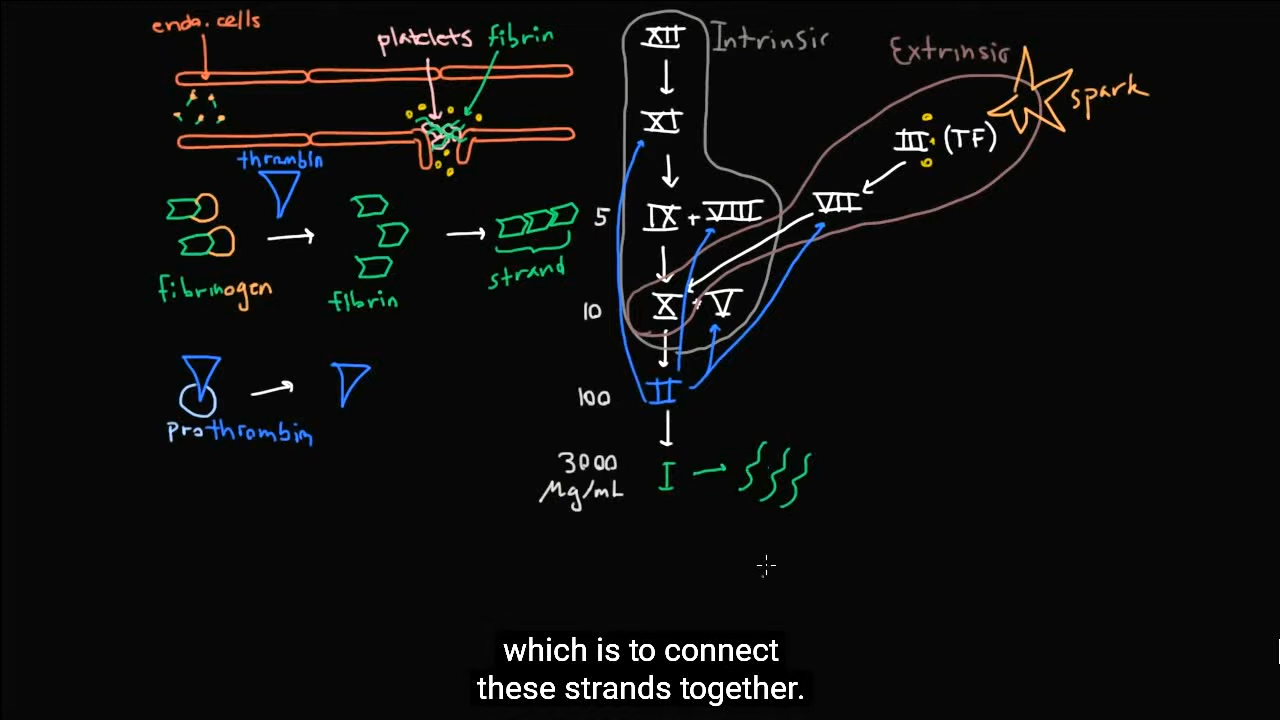 endo. cells
platelets fibrin
thrombin
fibrinogen
fibrin
strand
prothrombin
XII Intrinsic
Extrinsic
spark
XI
III (TF)
5 IX + VIII
VII
10 X + V
100 II
3000 I
Mg/mL
which is to connect
these strands together.